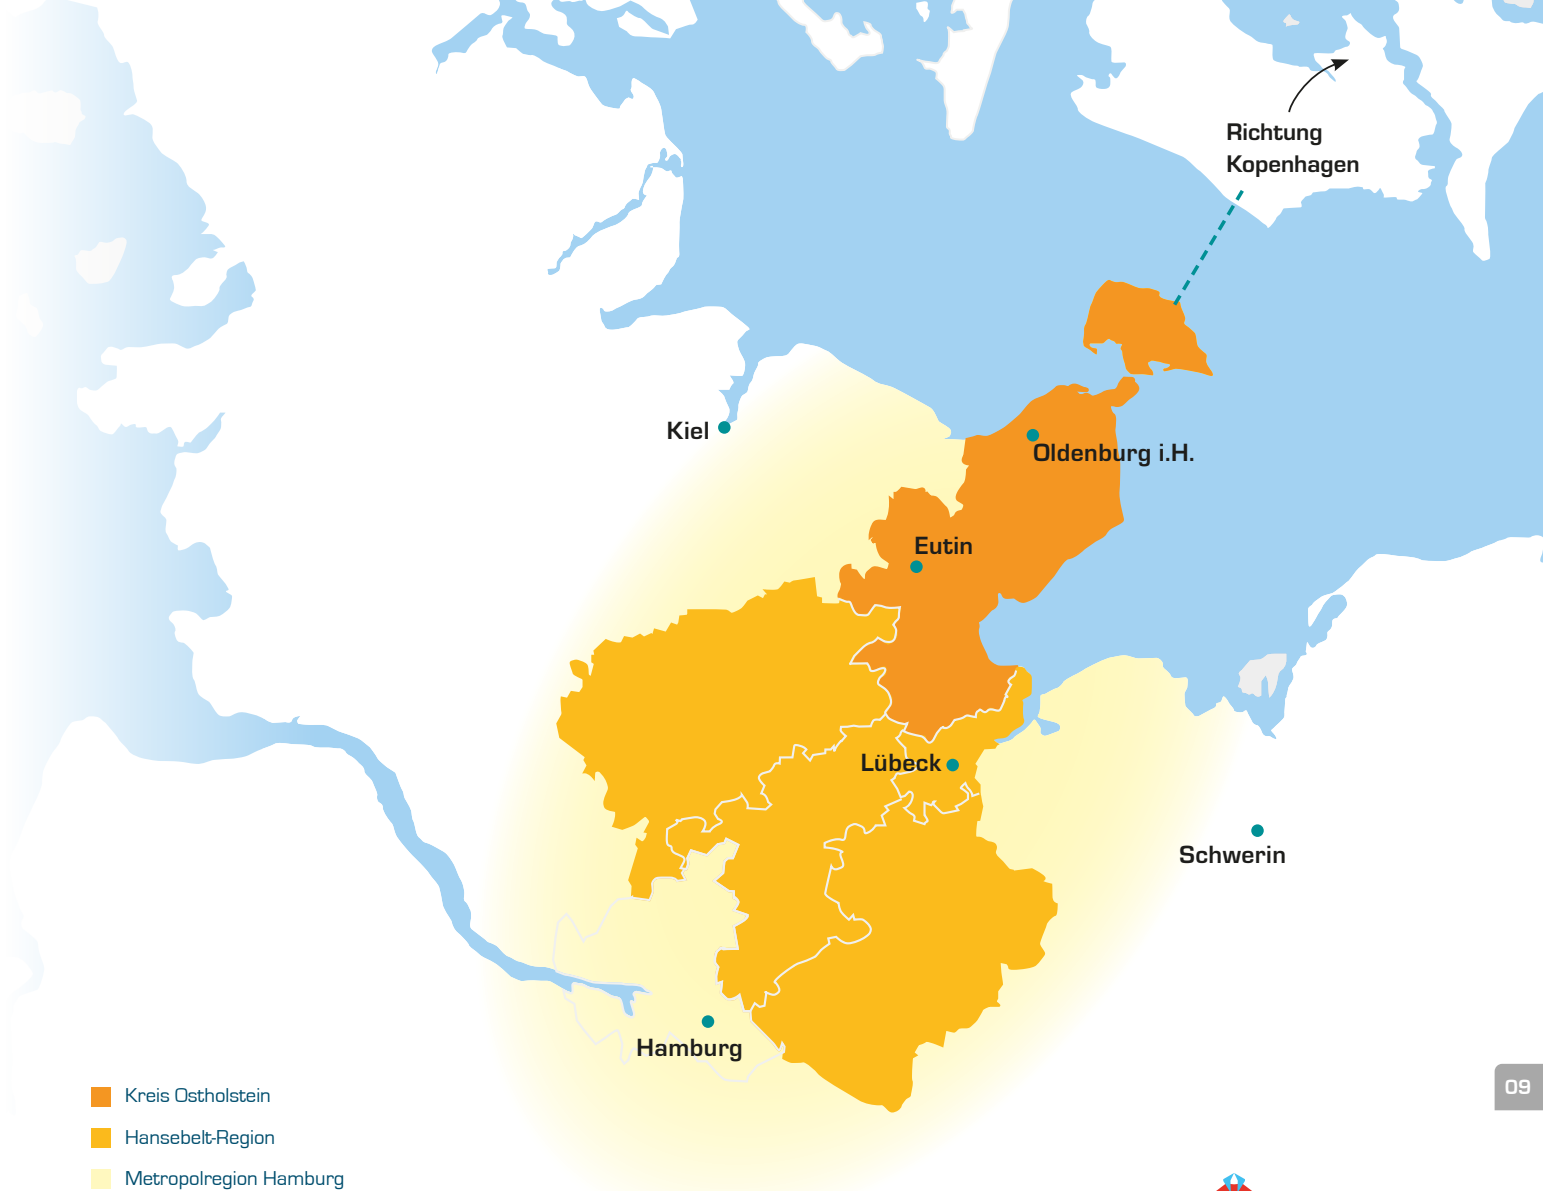 Richtung
Kopenhagen
Kiel
Oldenburg i.H.
Eutin
Lübeck
Schwerin
Hamburg
Kreis Ostholstein
Hansebelt-Region
Metropolregion Hamburg
09